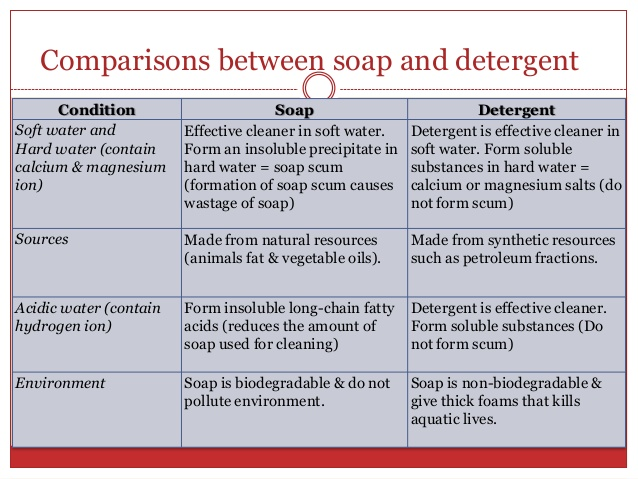 Comparisons between soap and detergent
Condition
Soap
Detergent
Soft water and
Hard water (contain
calcium & magnesium
ion)
Effective cleaner in soft water.
Form an insoluble precipitate in
hard water = soap scum
(formation of soap scum causes
wastage of soap)
Detergent is effective cleaner in
soft water. Form soluble
substances in hard water =
calcium or magnesium salts (do
not form scum)
Sources
Made from natural resources
(animals fat & vegetable oils).
Made from synthetic resources
such as petroleum fractions.
Acidic water (contain
hydrogen ion)
Form insoluble long-chain fatty
acids (reduces the amount of
soap used for cleaning)
Detergent is effective cleaner.
Form soluble substances (Do
not form scum)
Environment
Soap is biodegradable & do not
pollute environment.
Soap is non-biodegradable &
give thick foams that kills
aquatic lives.